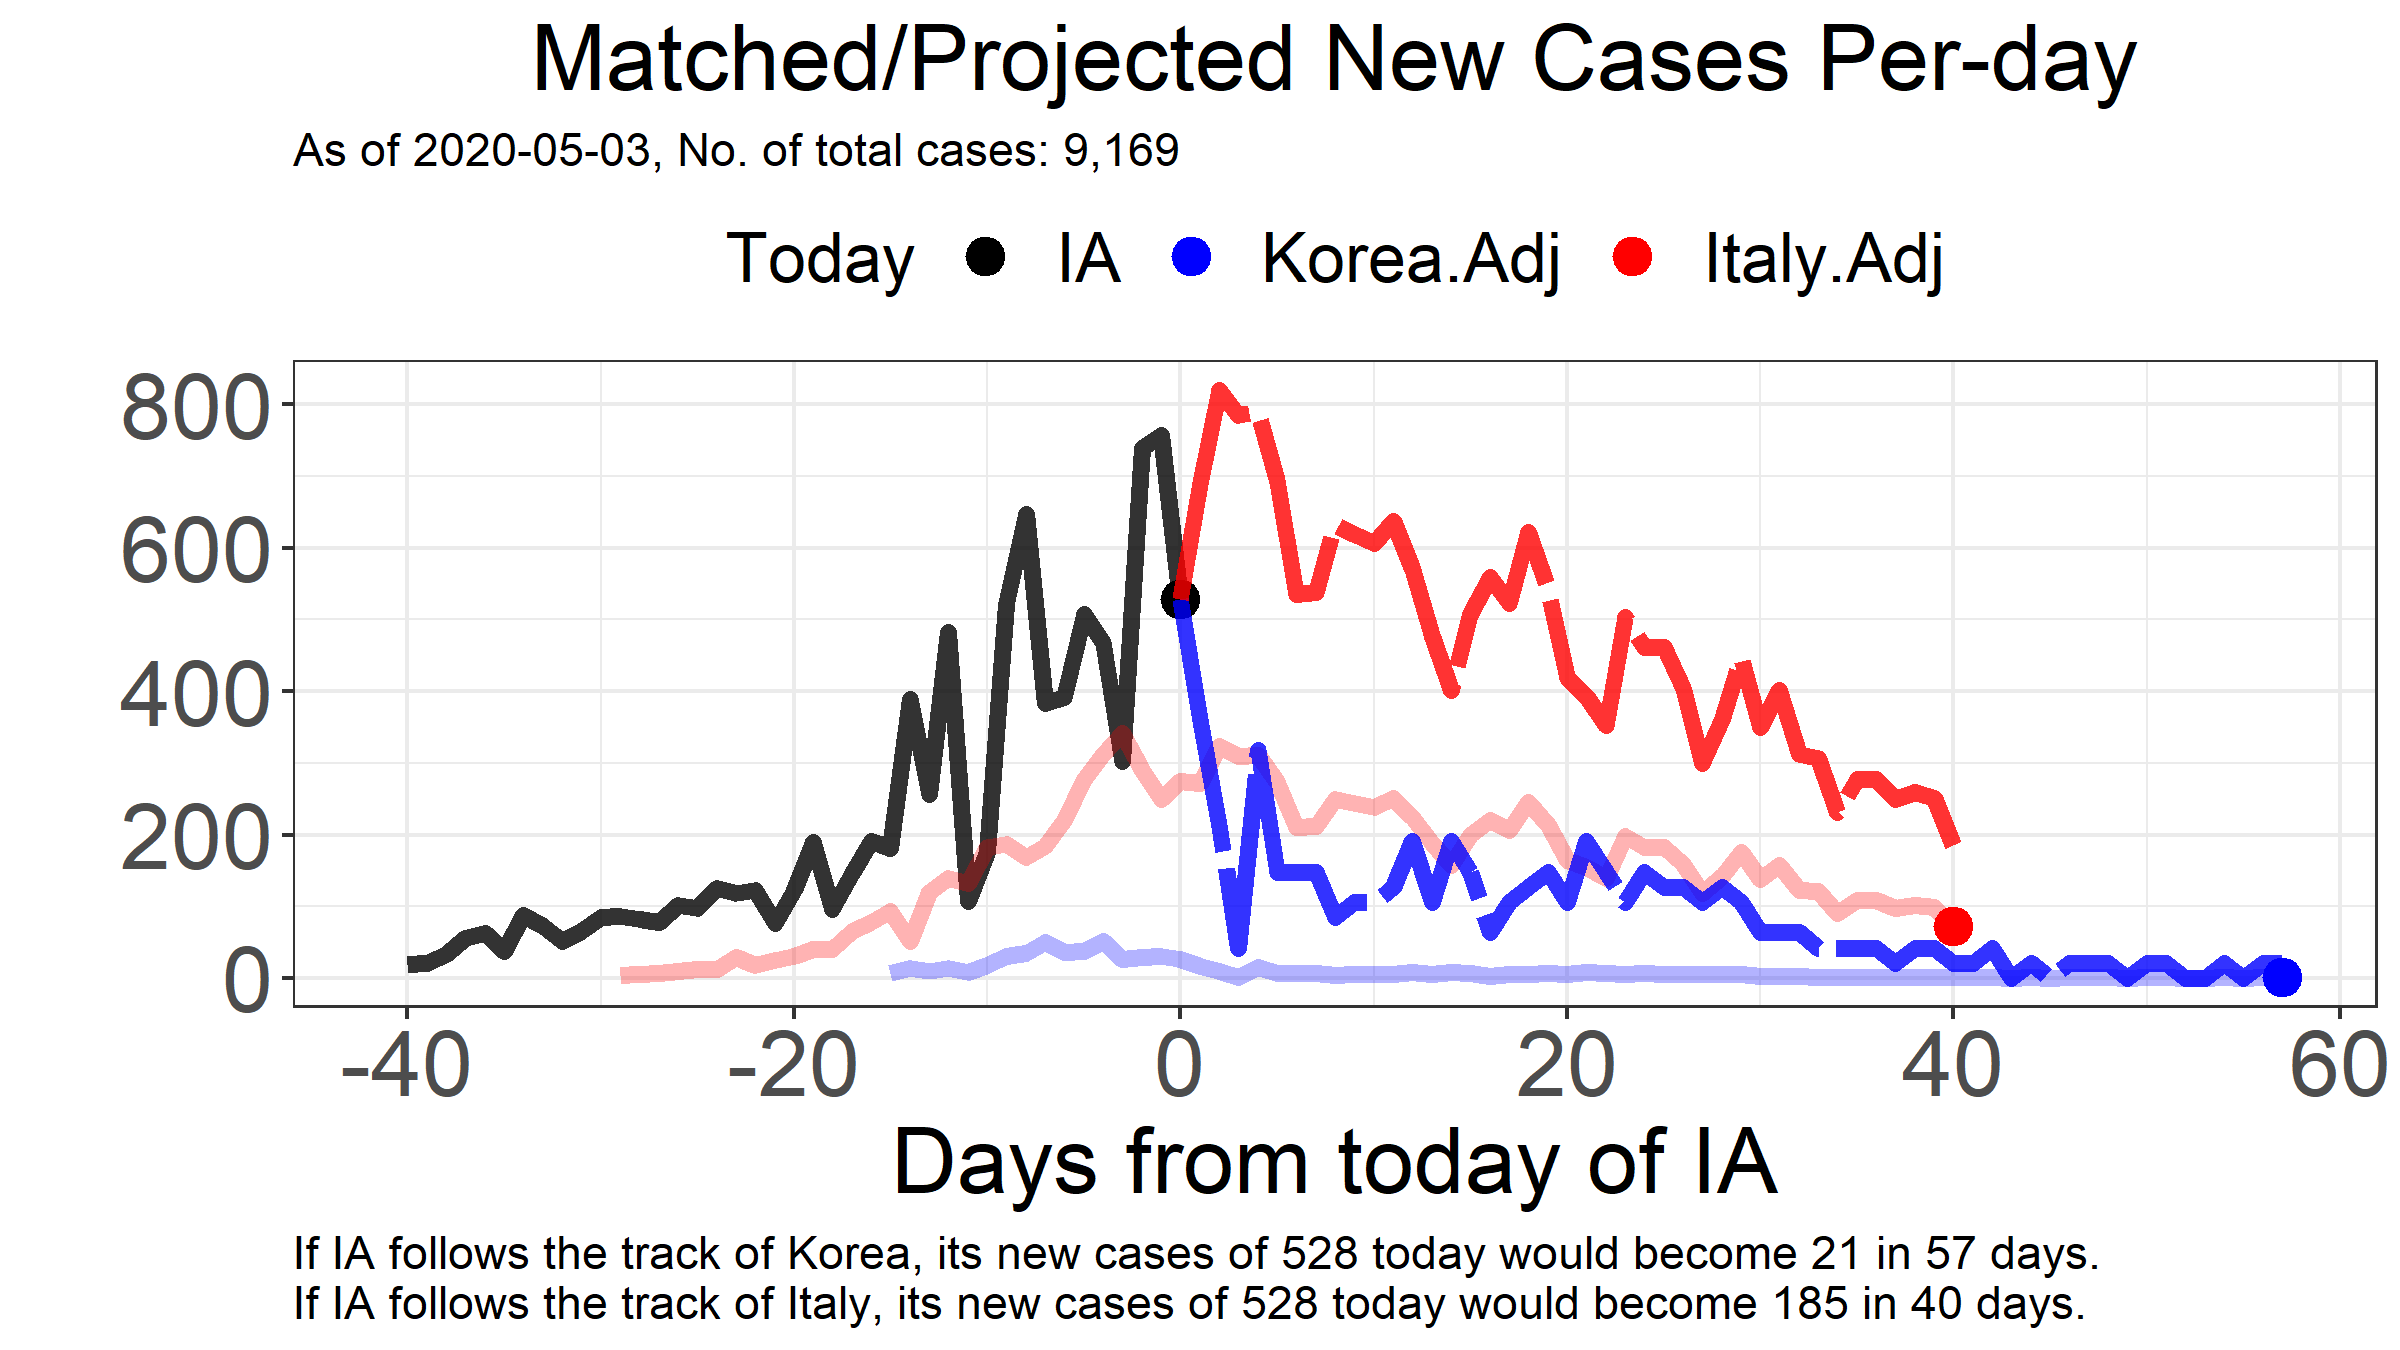 Matched/Projected New Cases Per-day
As of 2020-05-03, No. of total cases: 9,169
Today IA Korea.Adj Italy.Adj
800
600
400
200
0
-40 -20 0 20 40 60
Days from today of IA
If IA follows the track of Korea, its new cases of 528 today would become 21 in 57 days.
If IA follows the track of Italy, its new cases of 528 today would become 185 in 40 days.